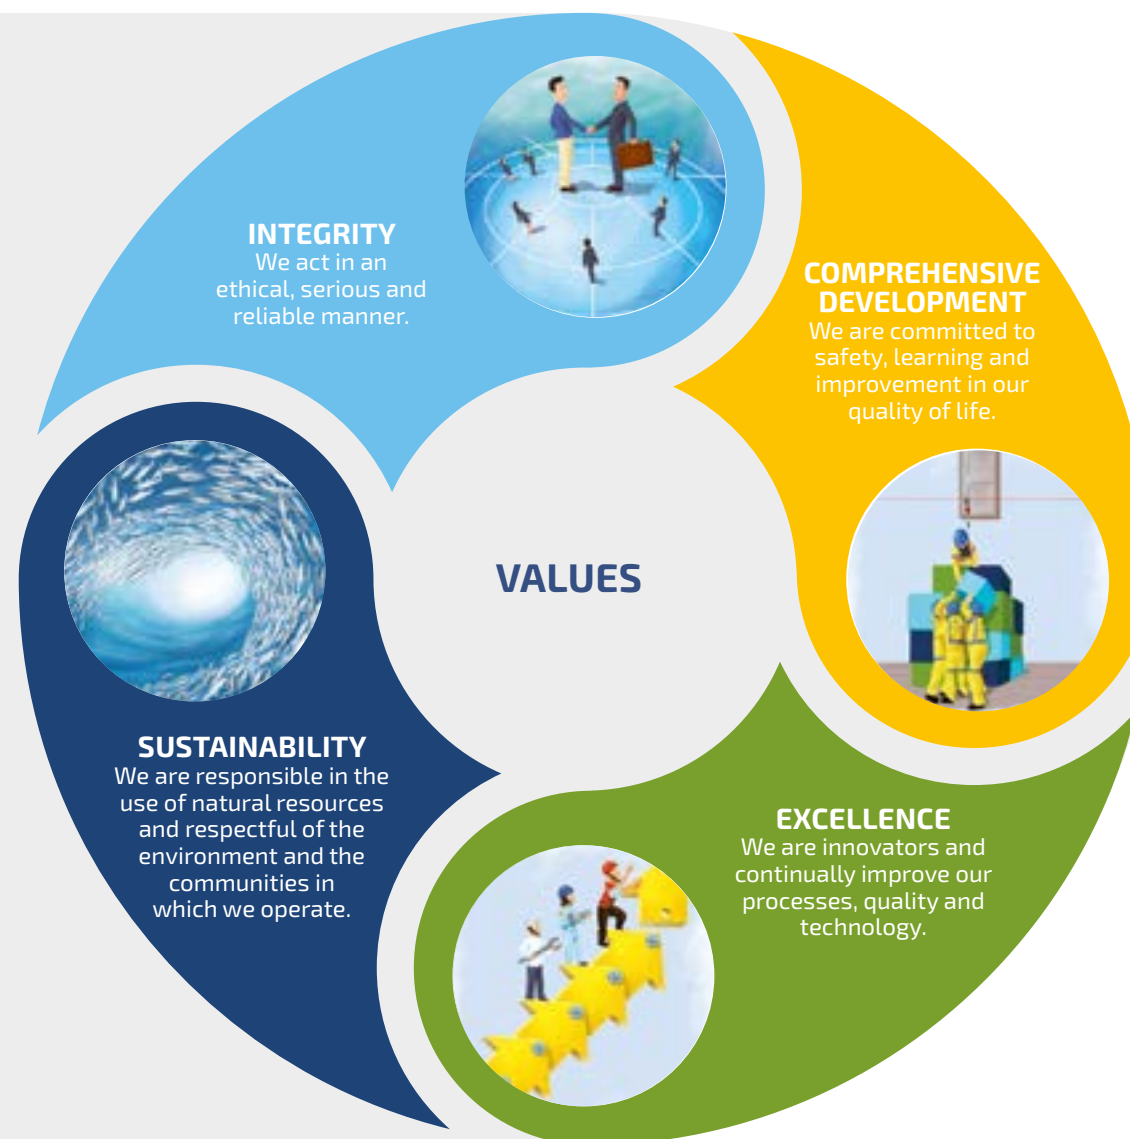 INTEGRITY
We act in an
ethical, serious and
reliable manner.
COMPREHENSIVE
DEVELOPMENT
We are committed to
safety, learning and
improvement in our
quality of life.
VALUES
SUSTAINABILITY
We are responsible in the
use of natural resources
and respectful of the
environment and the
communities in
which we operate.
EXCELLENCE
We are innovators and
continually improve our
processes, quality and
technology.